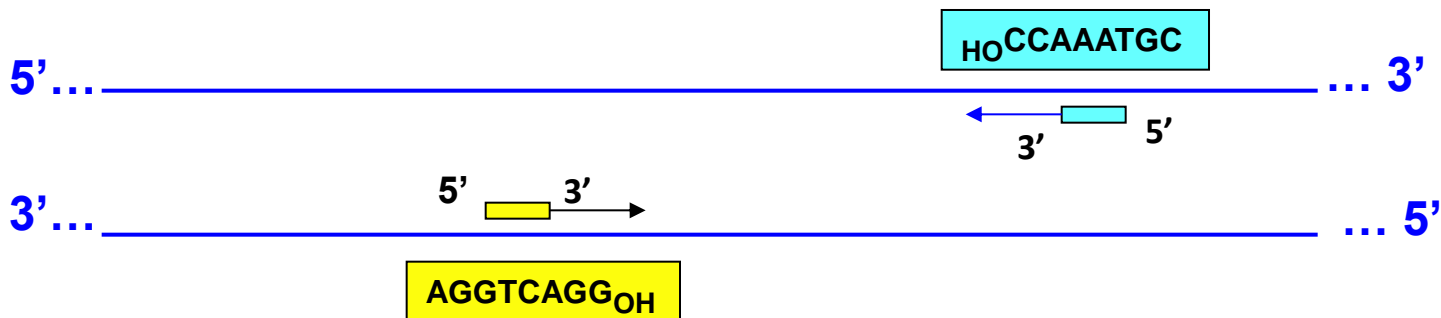 HOCCAAATGC
5’... ... 3’
3’ 5’
5’ 3’
3’... ... 5’
AGGTCAGGOH